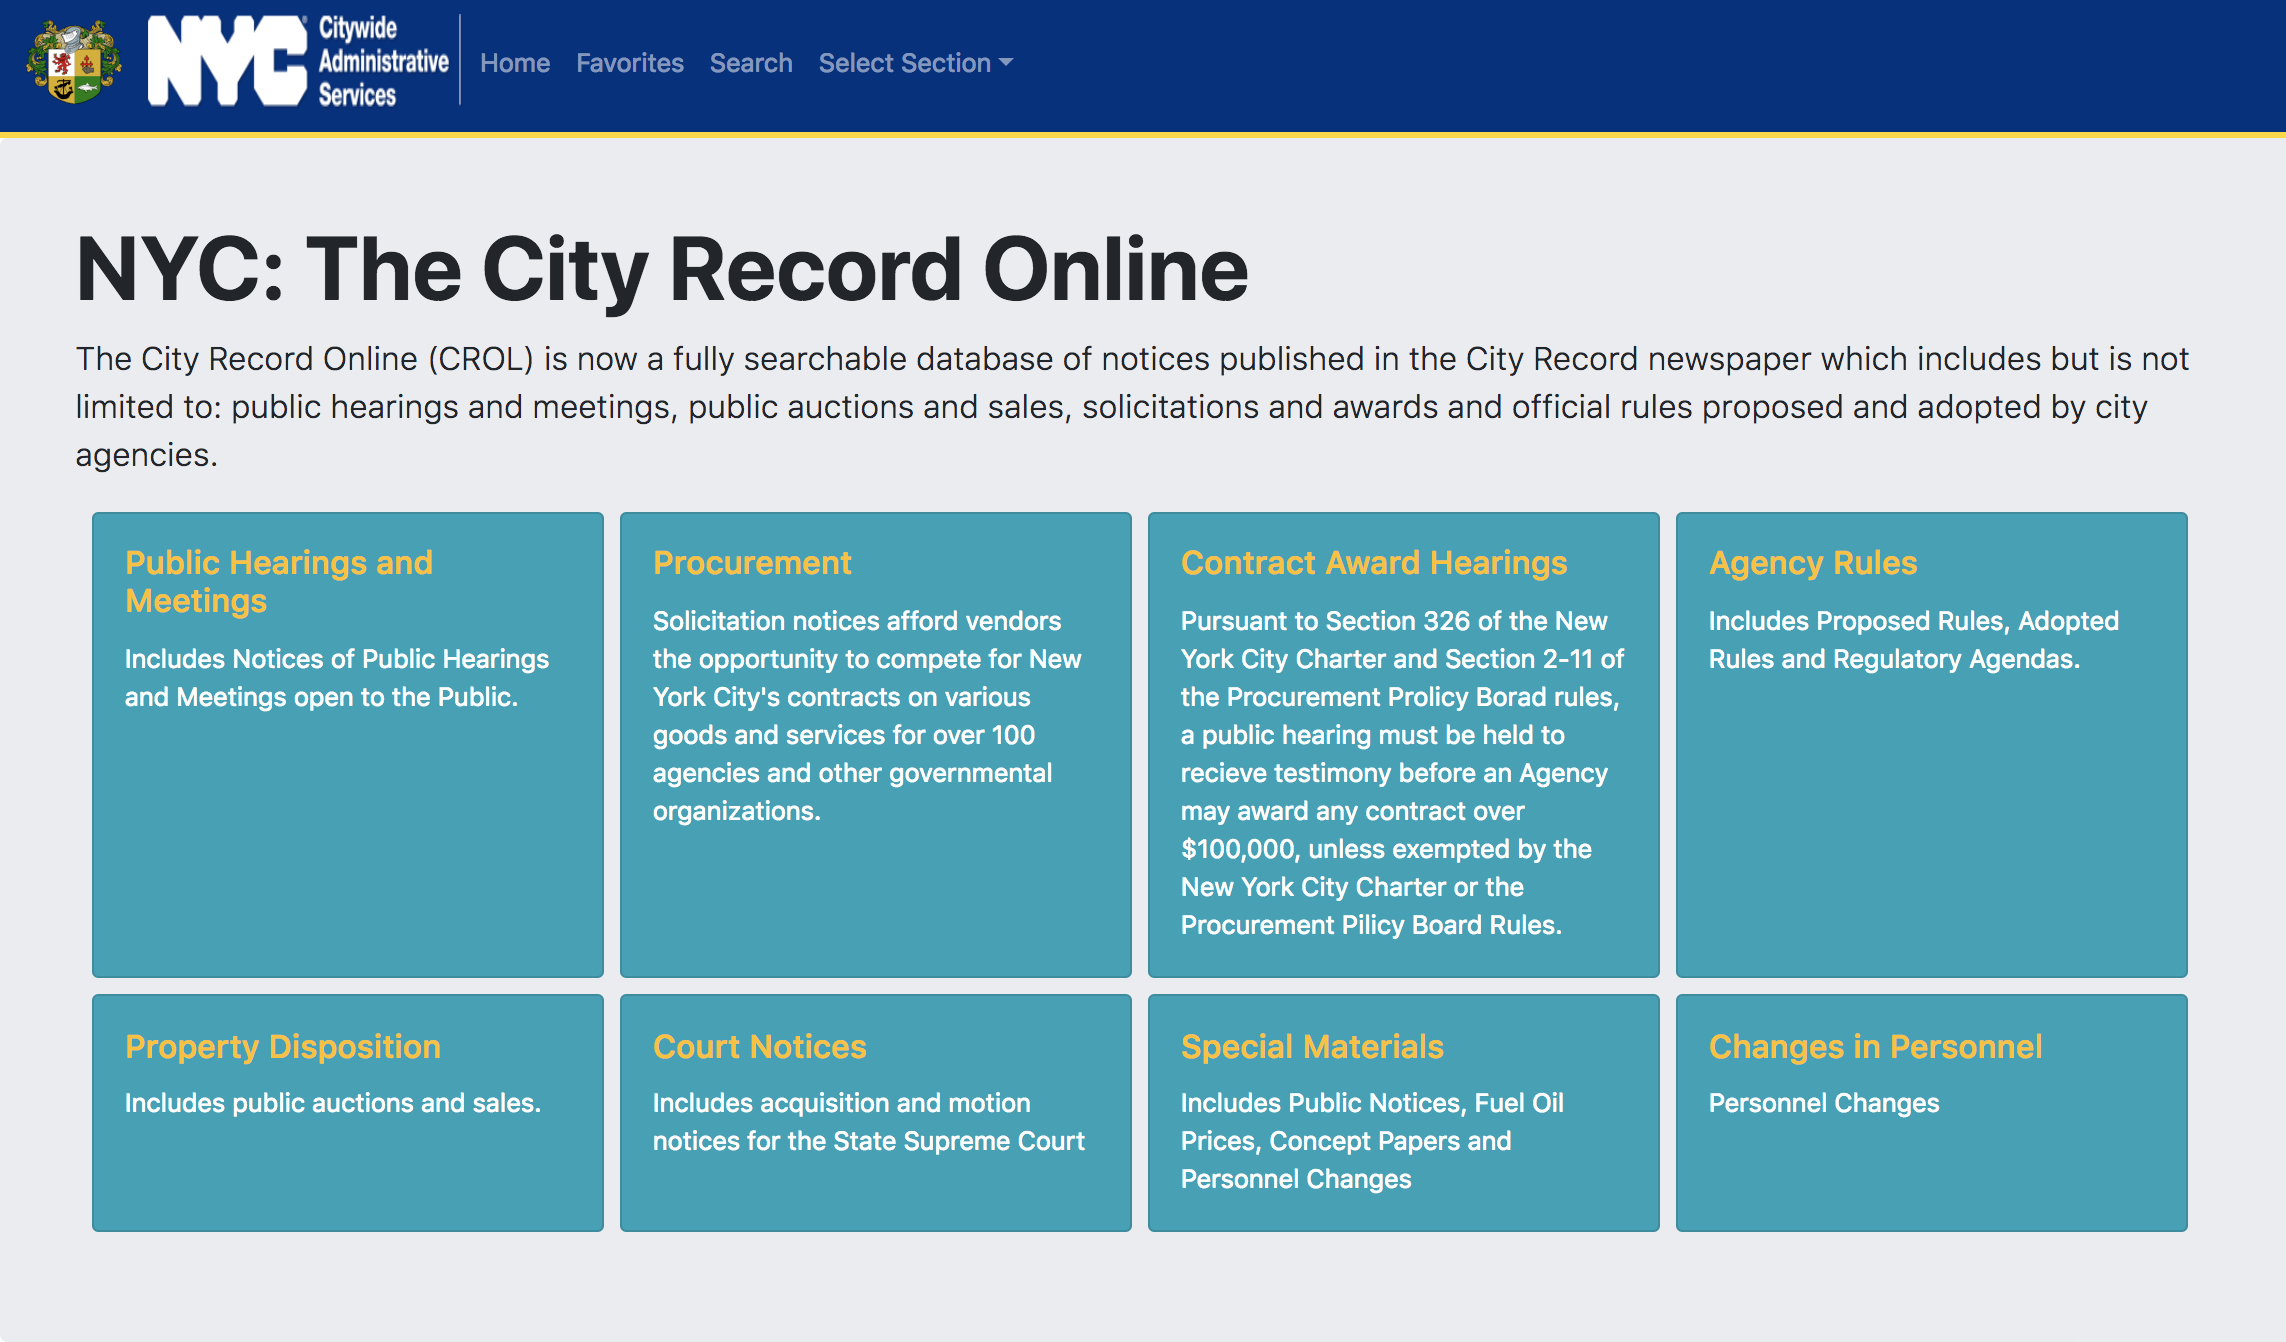 NYC
Citywide
Administrative
Services
Home Favorites Search Select Section
NYC: The City Record Online
The City Record Online (CROL) is now a fully searchable database of notices published in the City Record newspaper which includes but is not
limited to: public hearings and meetings, public auctions and sales, solicitations and awards and official rules proposed and adopted by city
agencies.
Public Hearings and
Meetings
Includes Notices of Public Hearings
and Meetings open to the Public.
Procurement
Solicitation notices afford vendors
the opportunity to compete for New
York City's contracts on various
goods and services for over 100
agencies and other governmental
organizations.
Contract Award Hearings
Pursuant to Section 326 of the New
York City Charter and Section 2-11 of
the Procurement Prolicy Borad rules,
a public hearing must be held to
recieve testimony before an Agency
may award any contract over
$100,000, unless exempted by the
New York City Charter or the
Procurement Pilicy Board Rules.
Agency Rules
Includes Proposed Rules, Adopted
Rules and Regulatory Agendas.
Property Disposition
Includes public auctions and sales.
Court Notices
Includes acquisition and motion
notices for the State Supreme Court
Special Materials
Includes Public Notices, Fuel Oil
Prices, Concept Papers and
Personnel Changes
Changes in Personnel
Personnel Changes